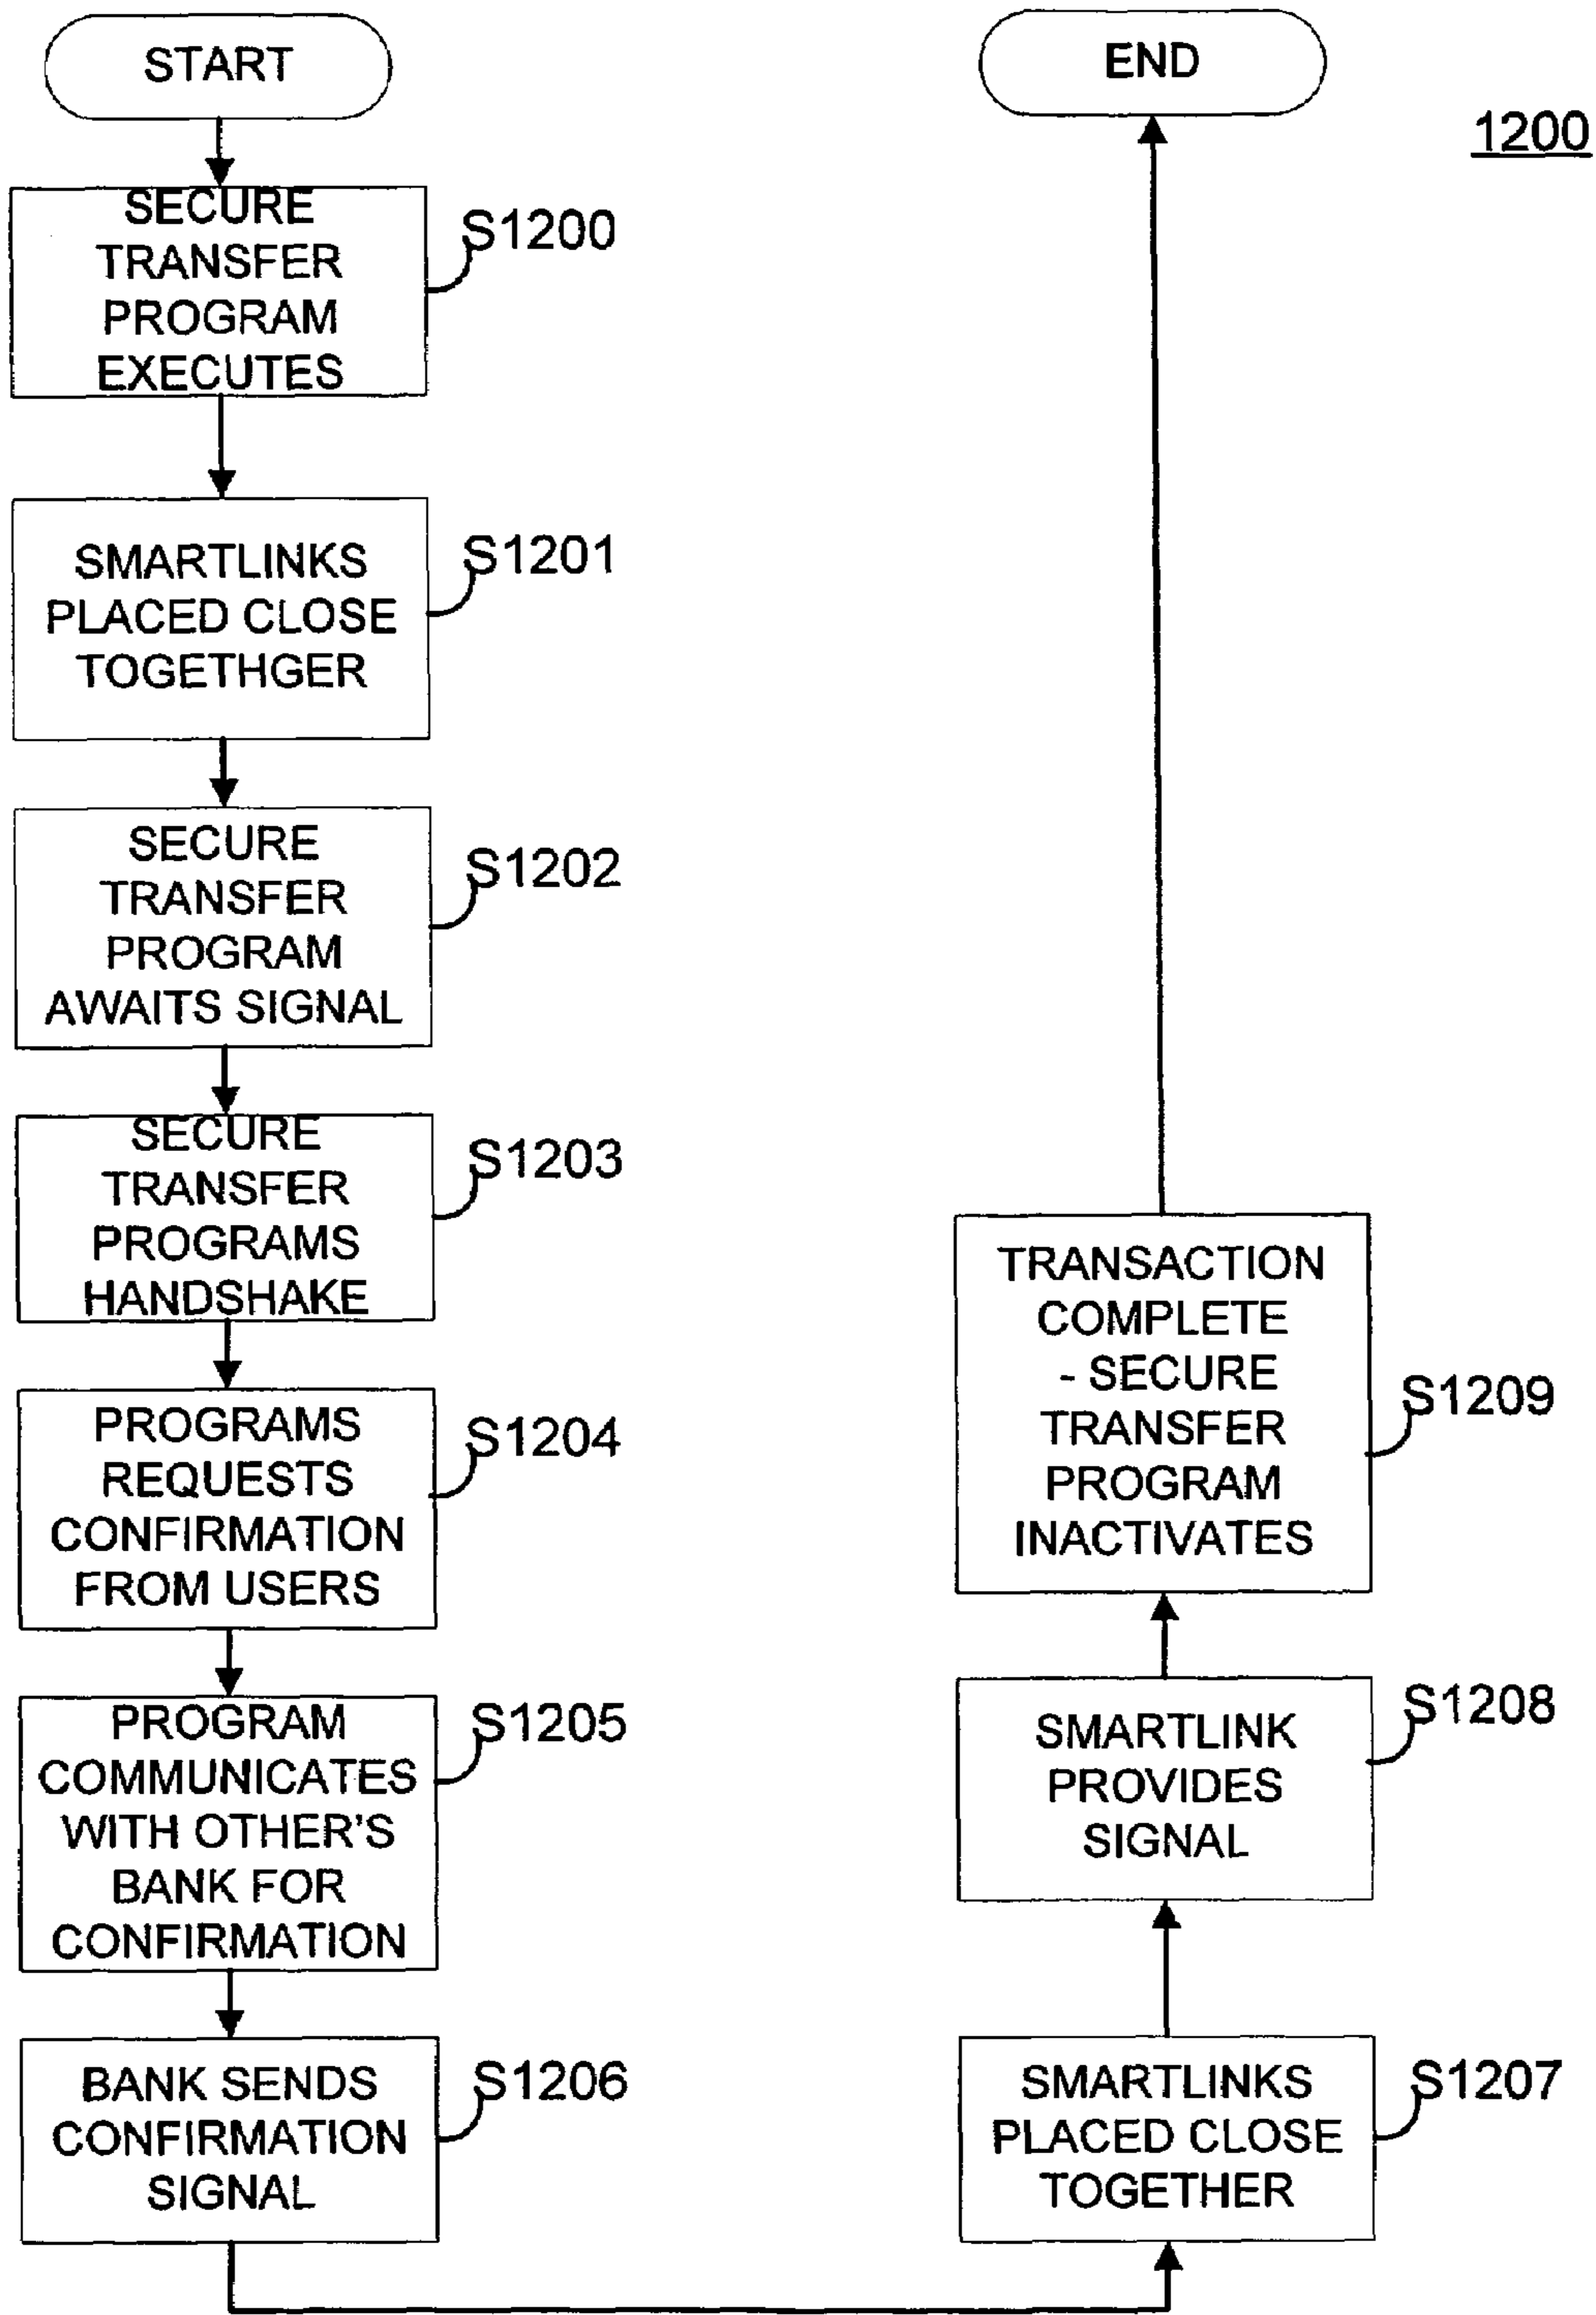 START
SECURE
TRANSFER
PROGRAM
EXECUTES
S1200
SMARTLINKS
PLACED CLOSE
TOGETHGER
S1201
SECURE
TRANSFER
PROGRAM
AWAITS SIGNAL
S1202
SECURE
TRANSFER
PROGRAMS
HANDSHAKE
S1203
PROGRAMS
REQUESTS
CONFIRMATION
FROM USERS
S1204
PROGRAM
COMMUNICATES
WITH OTHER'S
BANK FOR
CONFIRMATION
S1205
BANK SENDS
CONFIRMATION
SIGNAL
S1206
SMARTLINKS
PLACED CLOSE
TOGETHER
S1207
SMARTLINK
PROVIDES
SIGNAL
S1208
TRANSACTION
COMPLETE
- SECURE
TRANSFER
PROGRAM
INACTIVATES
S1209
END
1200